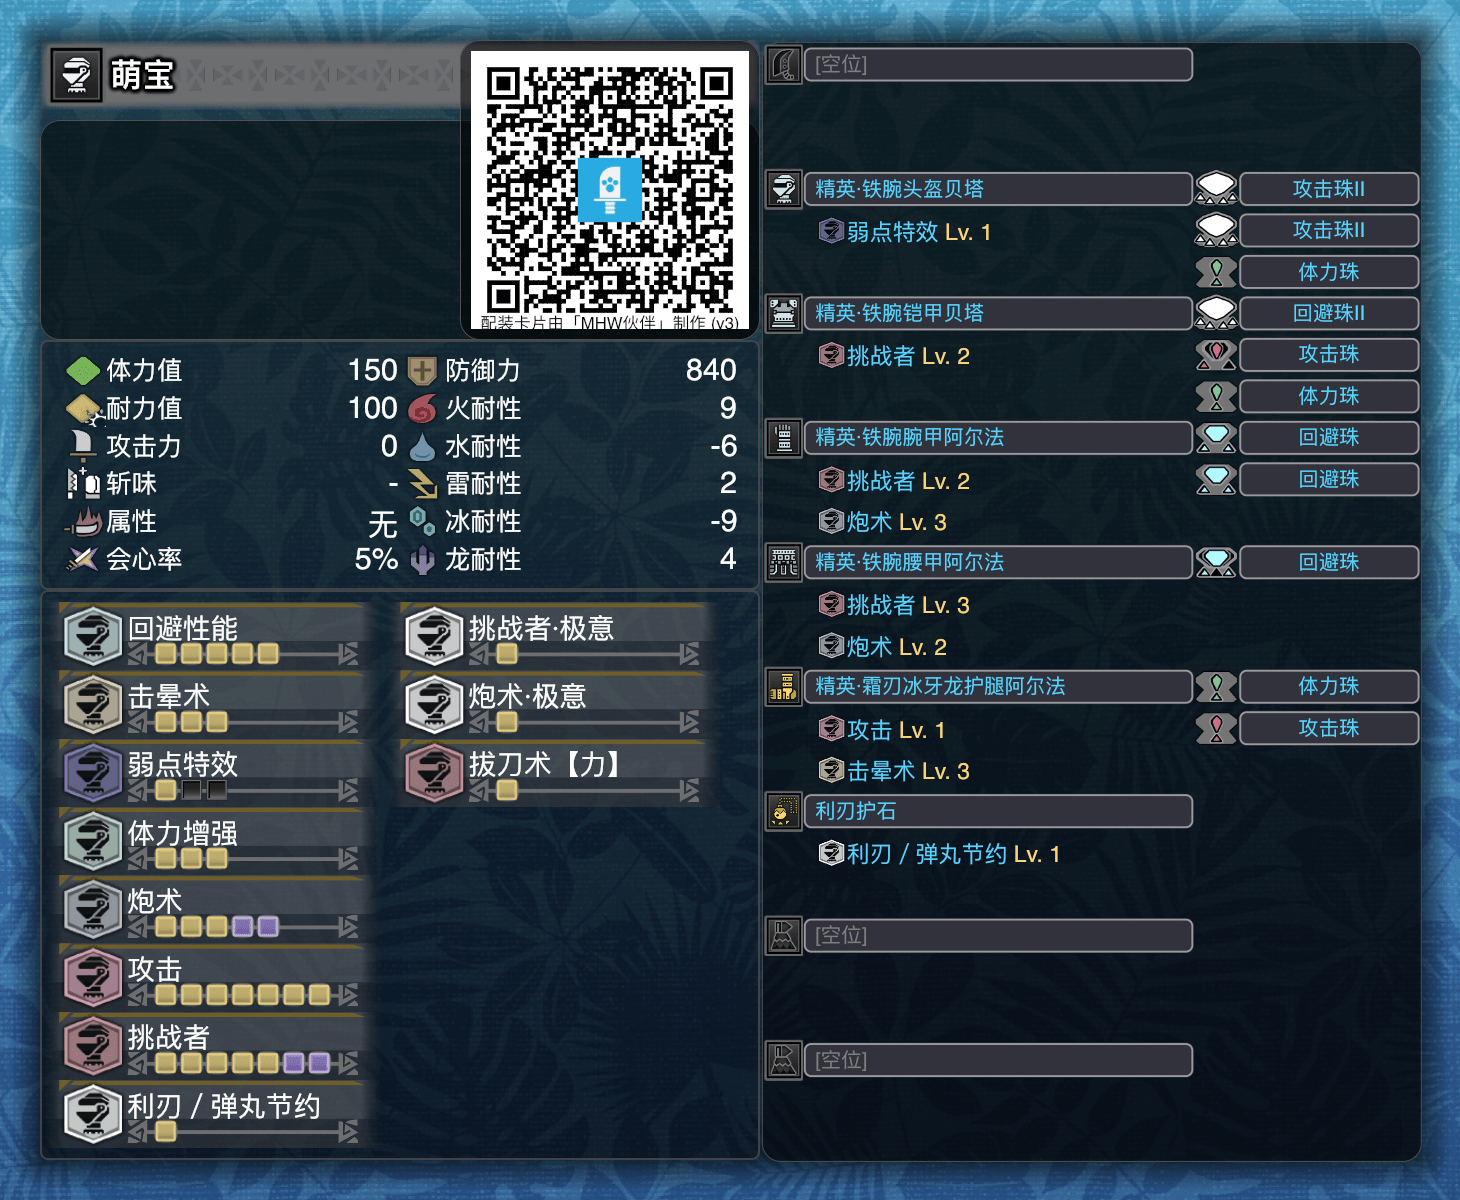 萌宝
配装卡片由「MHW伙伴」制作 (v3)
体力值 150
耐力值 100
攻击力 0
斩味 -
属性 无
会心率 5%
防御力 840
火耐性 9
水耐性 -6
雷耐性 2
冰耐性 -9
龙耐性 4
回避性能
击晕术
弱点特效
体力增强
炮术
攻击
挑战者
利刃 / 弹丸节约
挑战者·极意
炮术·极意
拔刀术【力】
[空位]
精英·铁腕头盔贝塔 攻击珠II
弱点特效 Lv. 1 攻击珠II
体力珠
精英·铁腕铠甲贝塔 回避珠II
挑战者 Lv. 2 攻击珠
体力珠
精英·铁腕腕甲阿尔法 回避珠
挑战者 Lv. 2 回避珠
炮术 Lv. 3
精英·铁腕腰甲阿尔法 回避珠
挑战者 Lv. 3
炮术 Lv. 2
精英·霜刃冰牙龙护腿阿尔法 体力珠
攻击 Lv. 1 攻击珠
击晕术 Lv. 3
利刃护石
利刃 / 弹丸节约 Lv. 1
[空位]
[空位]